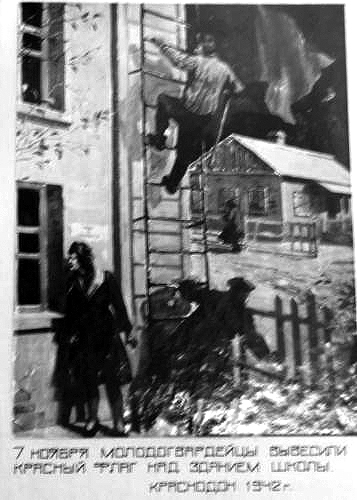 7 НОЯБРЯ МОЛОДОГВАРДЕЙЦЫ ВЫВЕСИЛИ
КРАСНЫЙ ФЛАГ НАД ЗДАНИЕМ ШКОЛЫ.
КРАСНОДОН 1942 г.